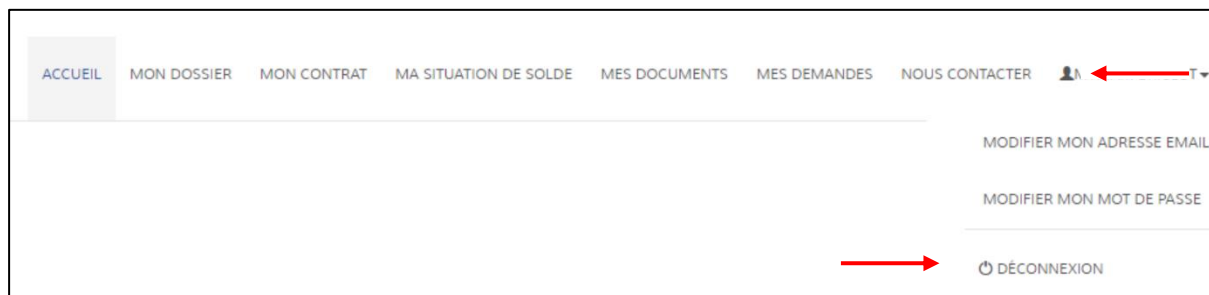 ACCUEIL MON DOSSIER MON CONTRAT MA SITUATION DE SOLDE MES DOCUMENTS MES DEMANDES NOUS CONTACTER
MODIFIER MON ADRESSE EMAIL
MODIFIER MON MOT DE PASSE
DÉCONNEXION